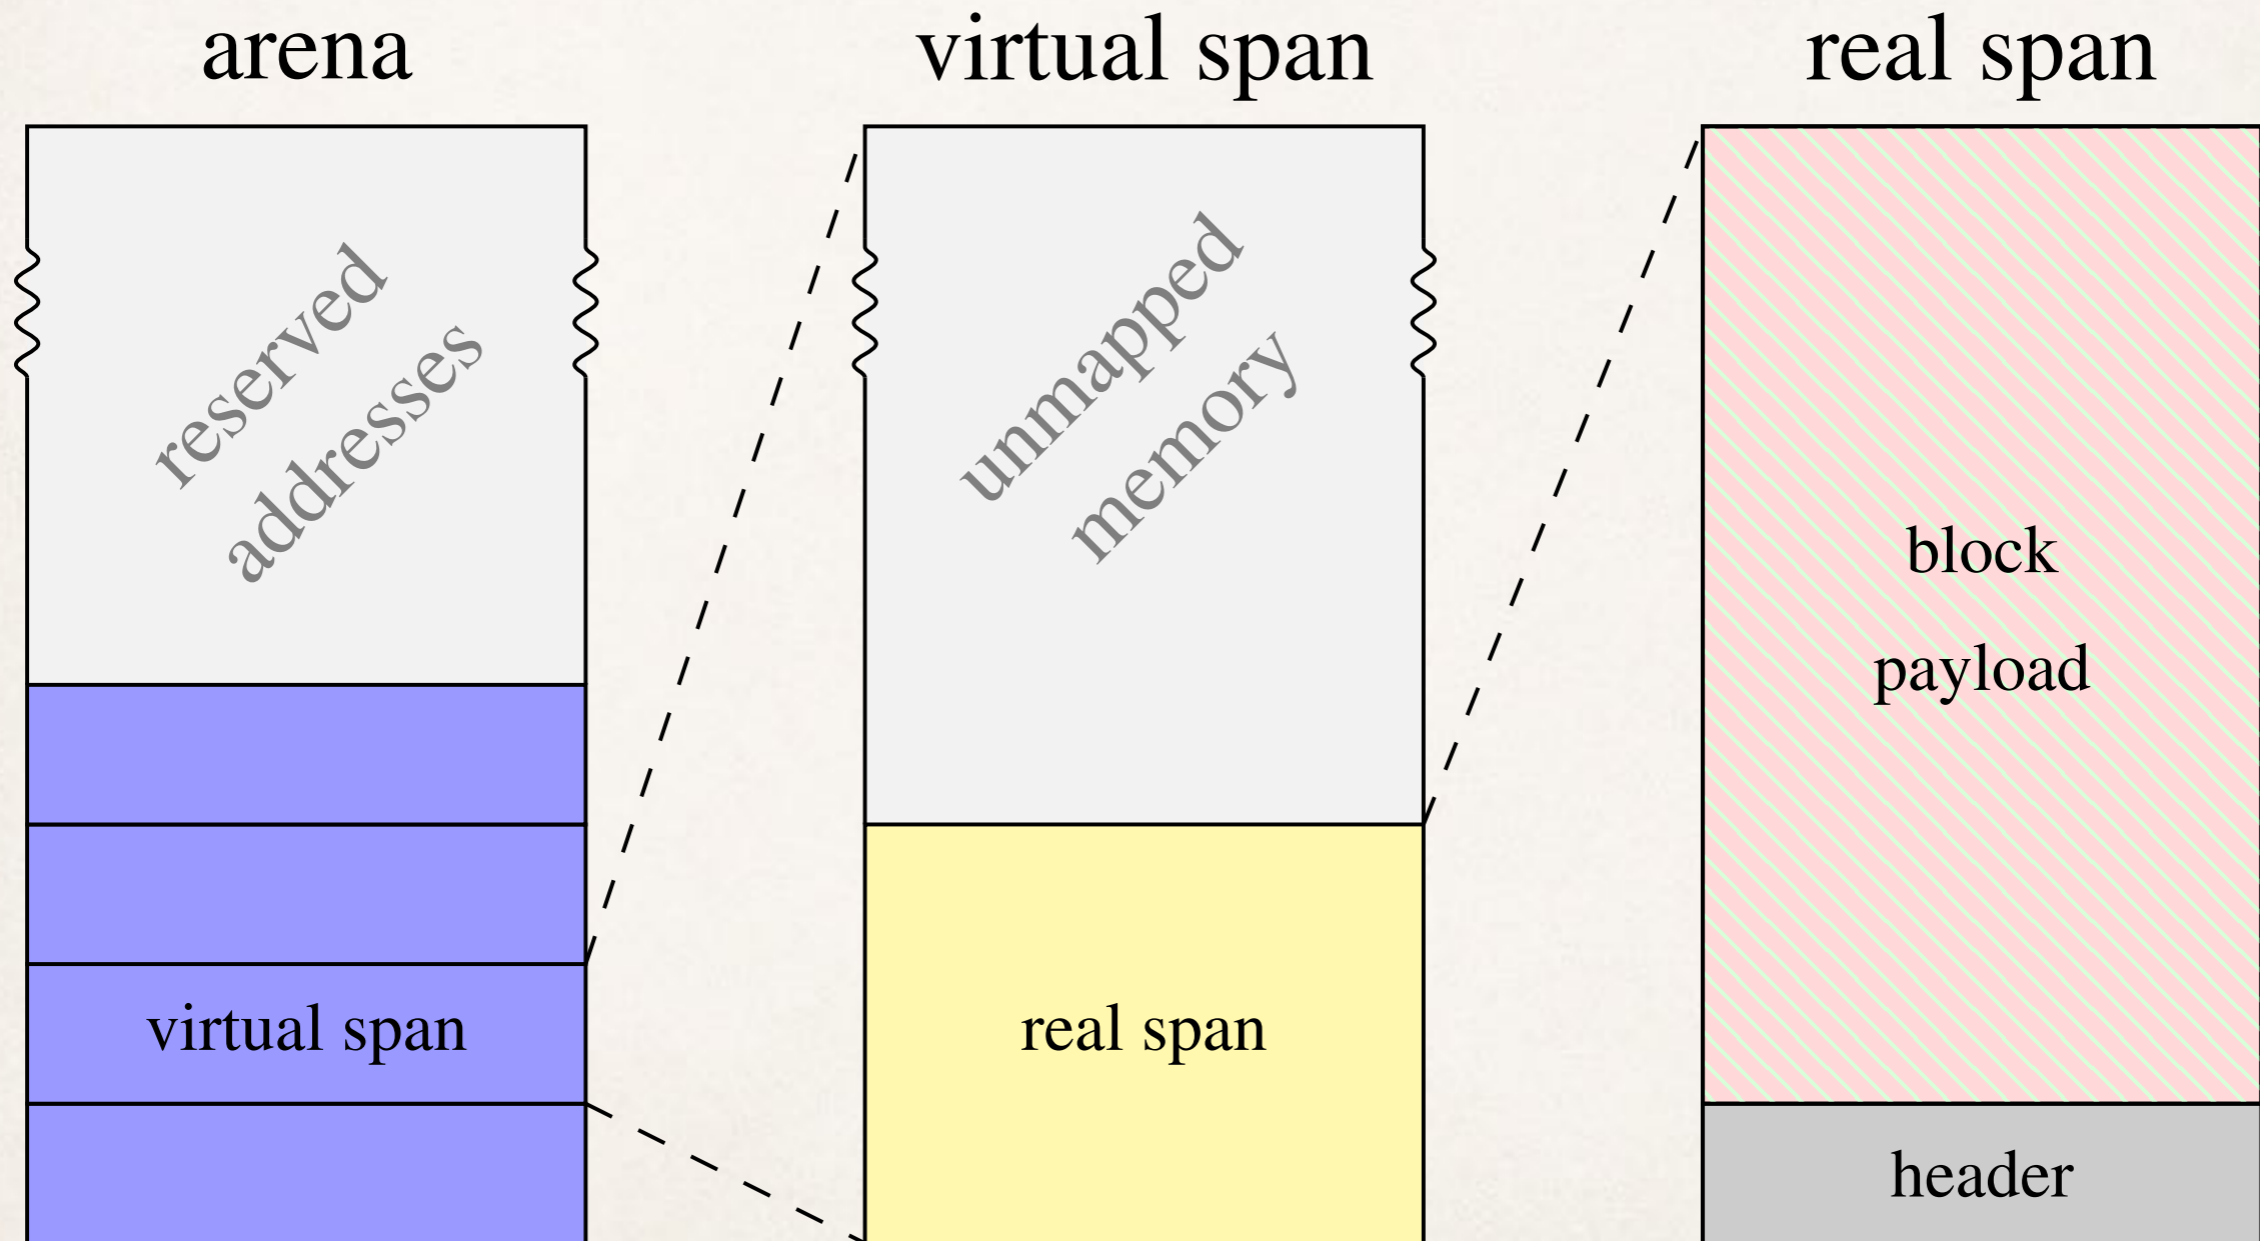 arena
virtual span
real span
reserved
addresses
unmapped
memory
block
payload
virtual span
real span
header